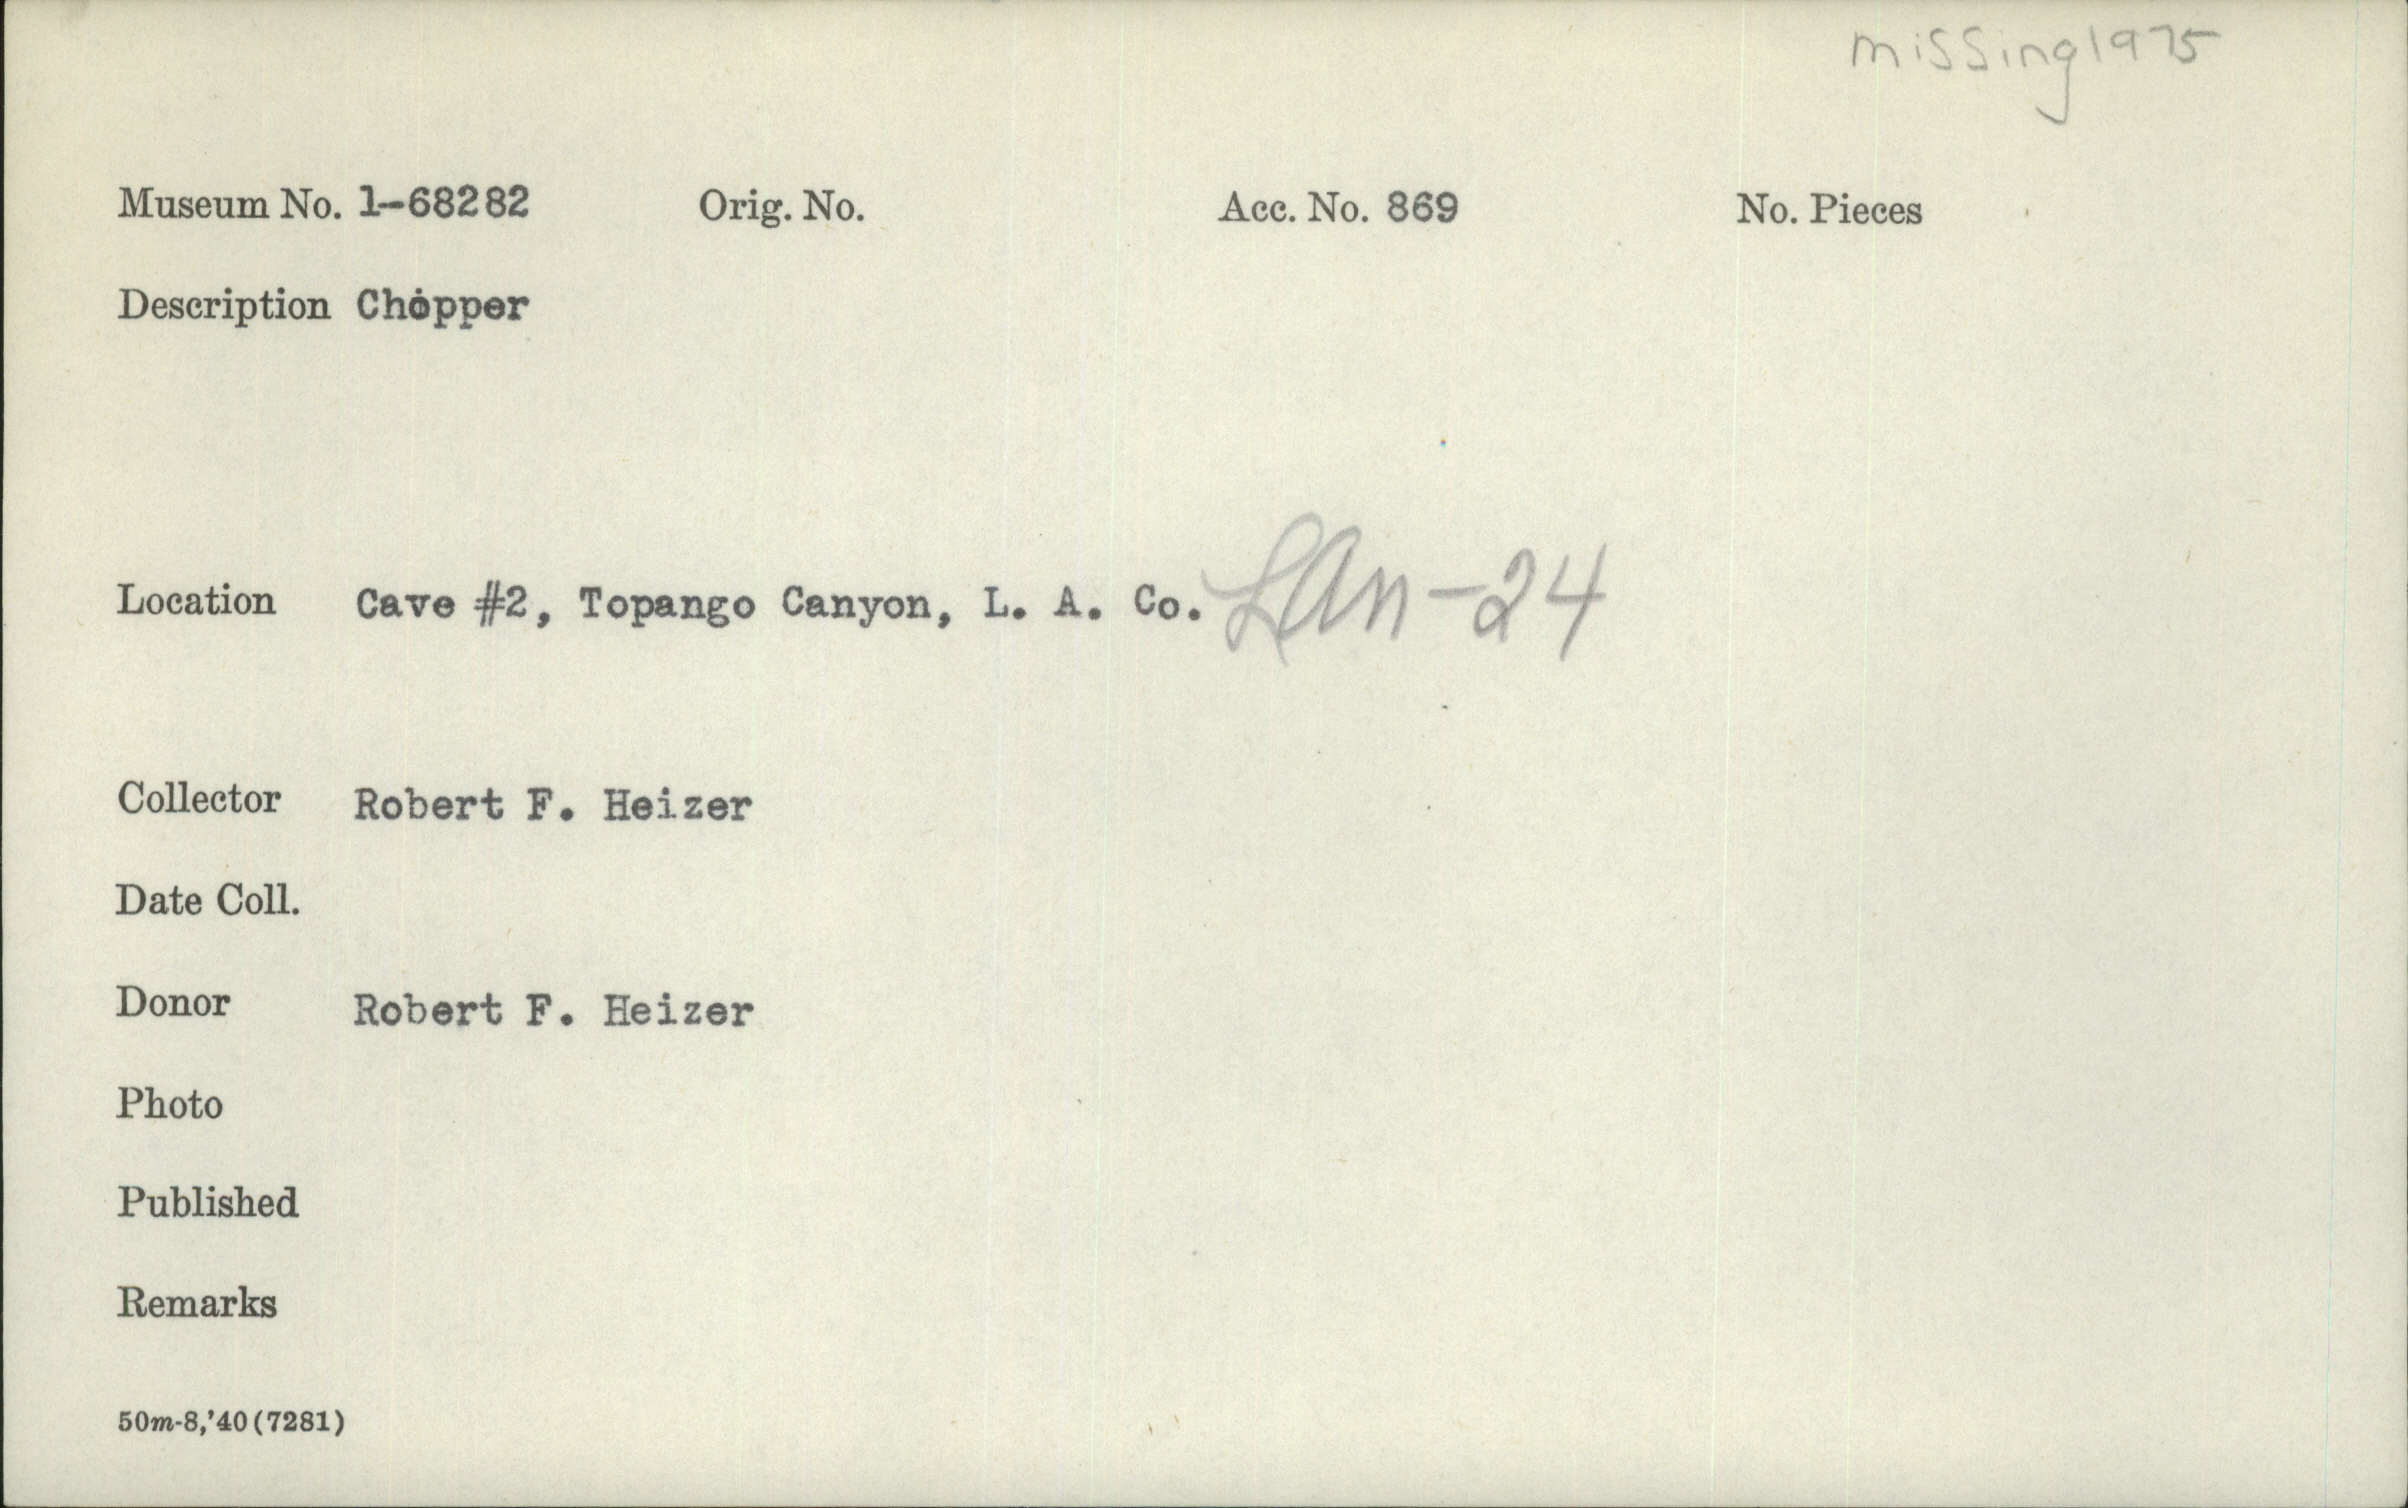 missing 1975
Museum No. 1-68282 Orig. No. Acc. No. 869 No. Pieces
Description Chopper
Location Cave #2, Topango Canyon, L. A. Co. LAn-24
Collector Robert F. Heizer
Date Coll.
Donor Robert F. Heizer
Photo
Published
Remarks
50m-8,'40(7281)